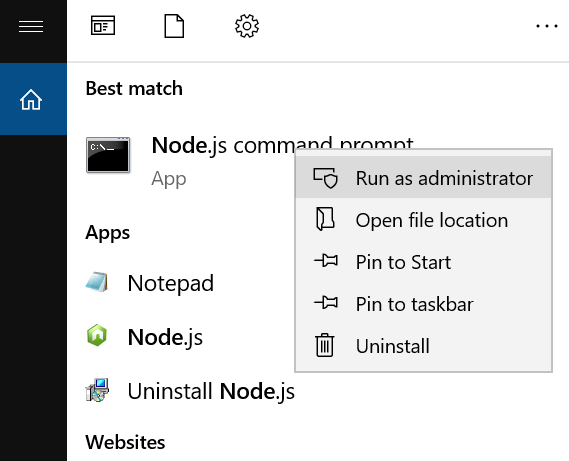 Best match
Node.js command prompt
App
Run as administrator
Open file location
Pin to Start
Pin to taskbar
Uninstall
Apps
Notepad
Node.js
Uninstall Node.js
Websites